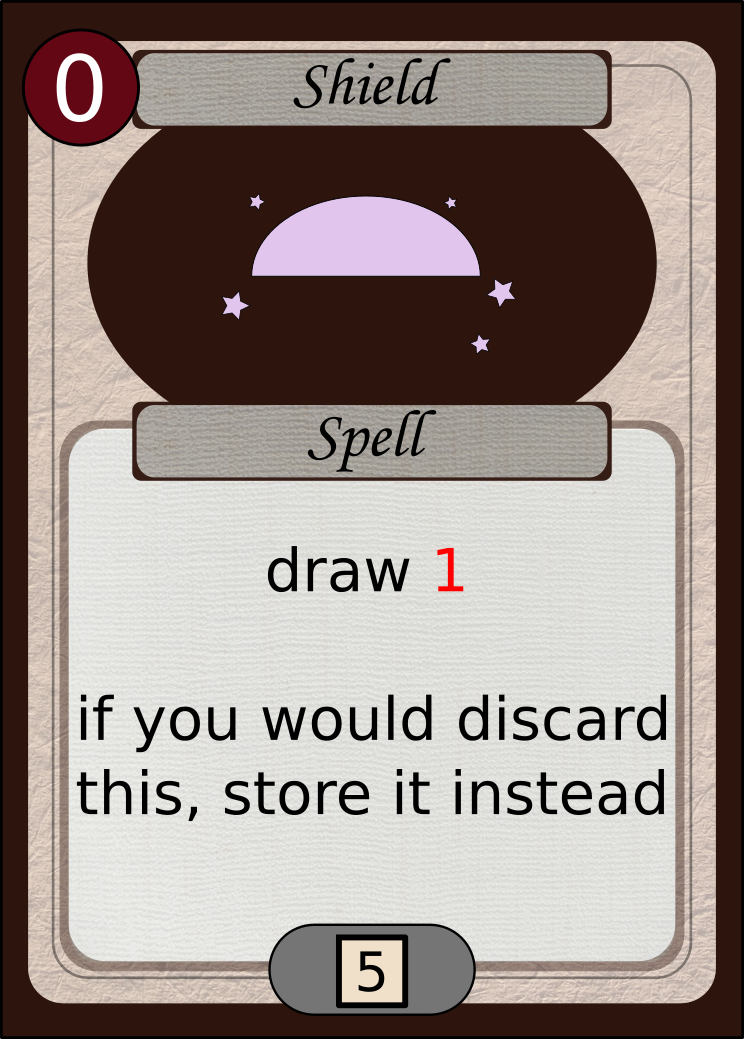 0
Shield
Spell
draw 1
if you would discard
this, store it instead
5